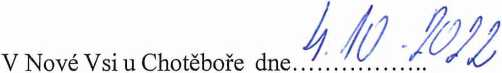 V Nové Vsi u Chotěboře dne……………..4.10.2022